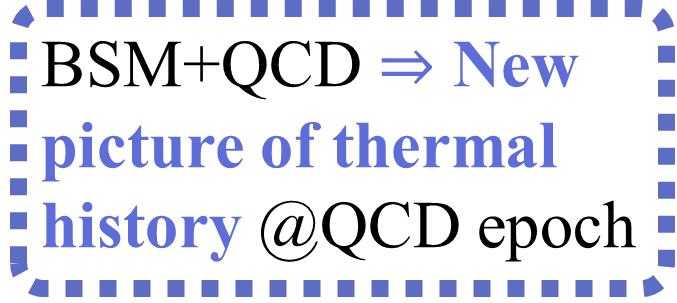 BSM+QCD ⇒ New
picture of thermal
history @QCD epoch